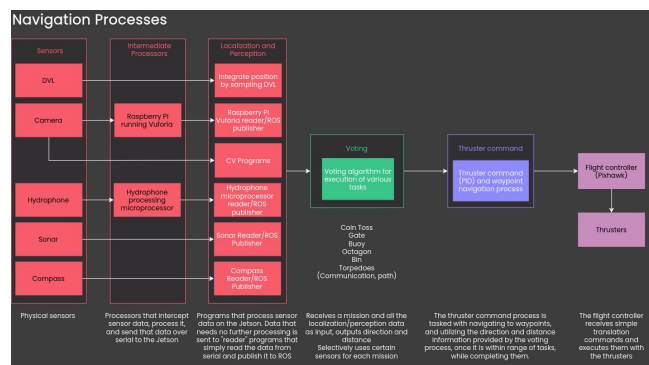 Navigation Processes
Sensors
Intermediate
Processors
Localization and
Perception
DVL
Integrate position
by sampling DVL
Camera
Raspberry Pi
running Vuforia
Raspberry Pi
Vuforia reader/ROS
publisher
CV Programs
Hydrophone
Hydrophone
processing
microprocessor
Hydrophone
microprocessor
reader/ROS
publisher
Sonar
Sonar Reader/ROS
Publisher
Compass
Compass
Reader/ROS
Publisher
Voting
Voting algorithm for
execution of various
tasks
Coin Toss
Gate
Buoy
Octagon
Bin
Torpedoes
(Communication, path)
Thruster command
Thruster command
(PID) and waypoint
navigation process
Flight controller
(Pixhawk)
Thrusters
Physical sensors
Processors that intercept
sensor data, process it,
and send that data over
serial to the Jetson
Programs that process sensor
data on the Jetson. Data that
needs no further processing is
sent to "reader" programs that
simply read the data from
serial and publish it to ROS
Receives a mission and all the
localization/perception data
as input, outputs direction and
distance
Selectively uses certain
sensors for each mission
The thruster command process is
tasked with navigating to waypoints,
and utilizing the direction and distance
information provided by the voting
process, once it is within range of tasks,
while completing them.
The flight controller
receives simple
translation
commands and
executes them with
the thrusters